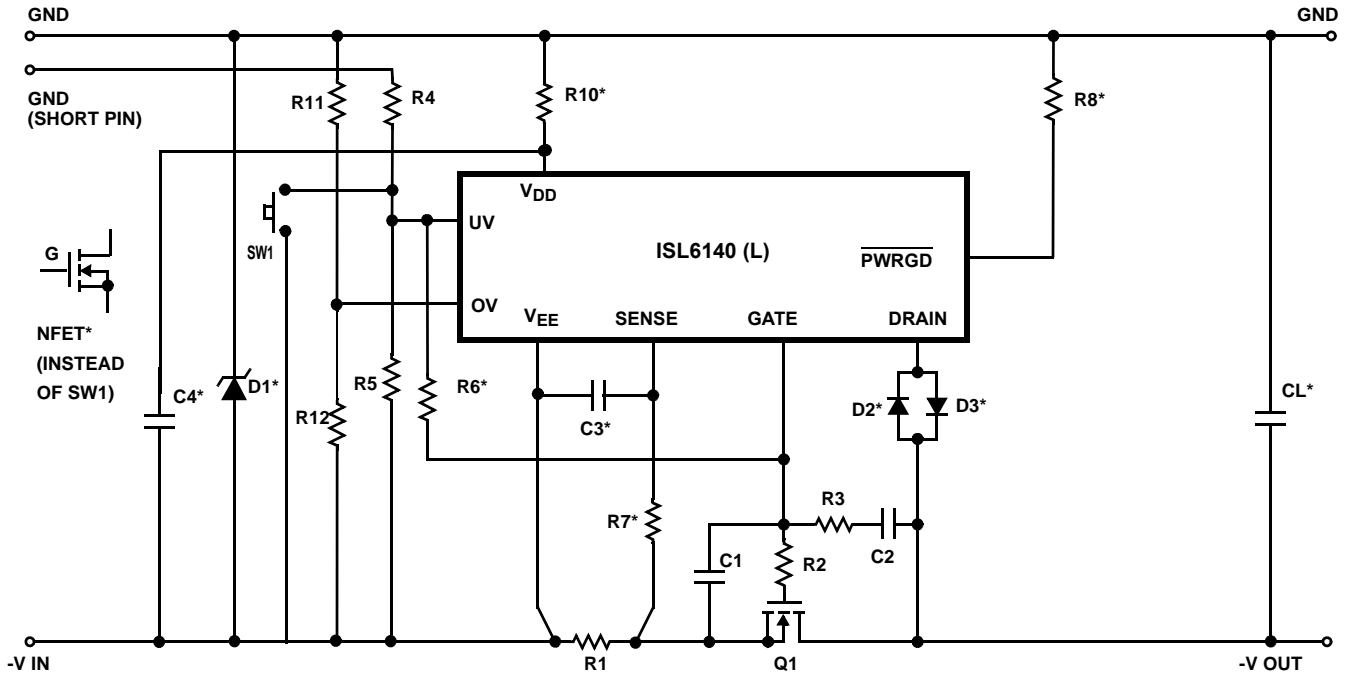 GND
GND
GND
(SHORT PIN)
R11
R4
R10*
R8*
VDD
UV
SW1
ISL6140 (L)
PWRGD
G
OV
VEE
SENSE
GATE
DRAIN
NFET*
(INSTEAD
OF SW1)
C4*
D1*
R5
R6*
R12
C3*
D2*
D3*
CL*
R7*
R3
C1
R2
C2
-V IN
R1
Q1
-V OUT